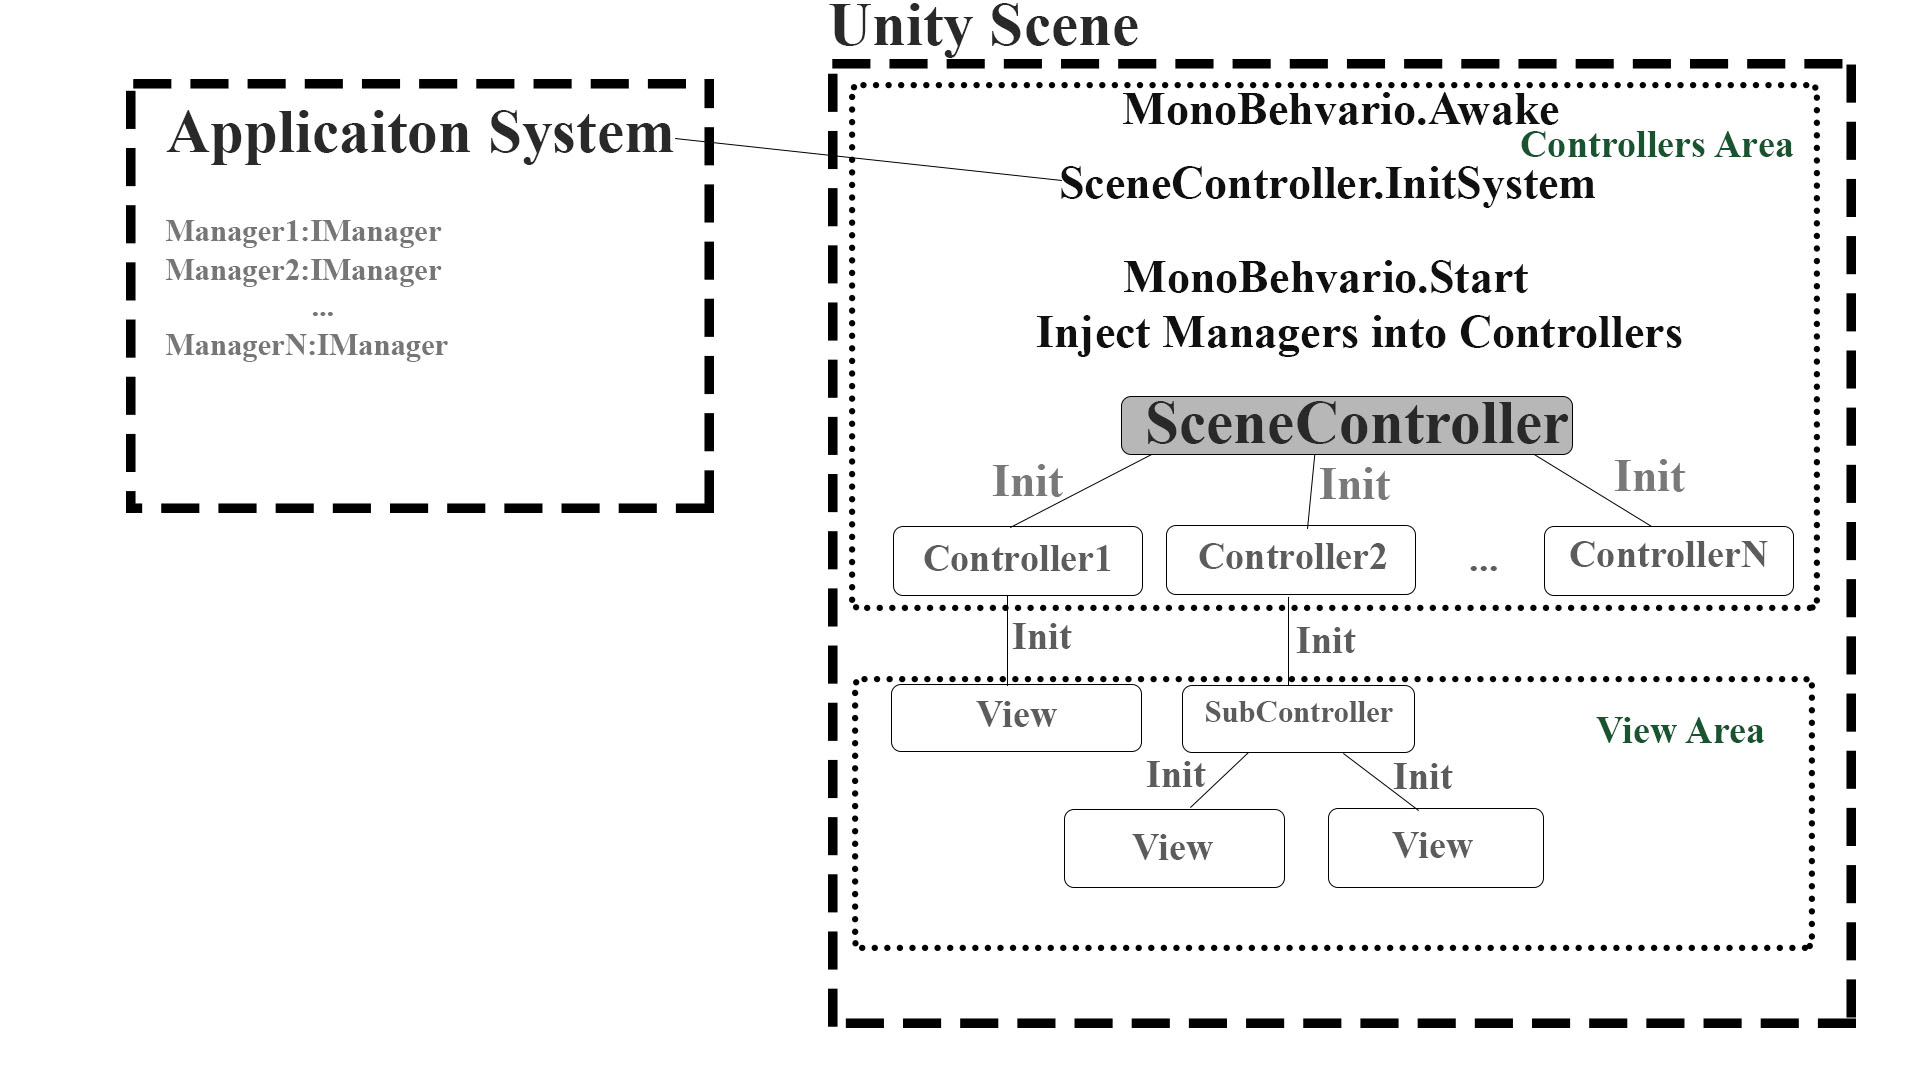 Unity Scene
Applicaiton System
Manager1:IManager
Manager2:IManager
...
ManagerN:IManager
MonoBehvario.Awake
Controllers Area
SceneController.InitSystem
MonoBehvario.Start
Inject Managers into Controllers
SceneController
Init
Init
Init
Controller1
Controller2
...
ControllerN
Init
Init
View
SubController
View Area
Init
Init
View
View